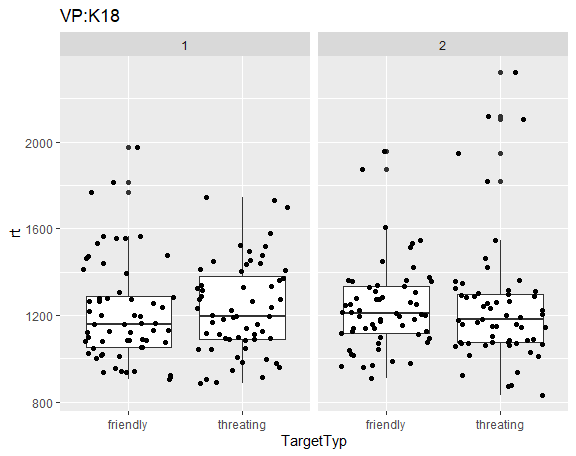 VP:K18
1 2
rt
2000
1600
1200
800
friendly threating friendly threating
TargetTyp